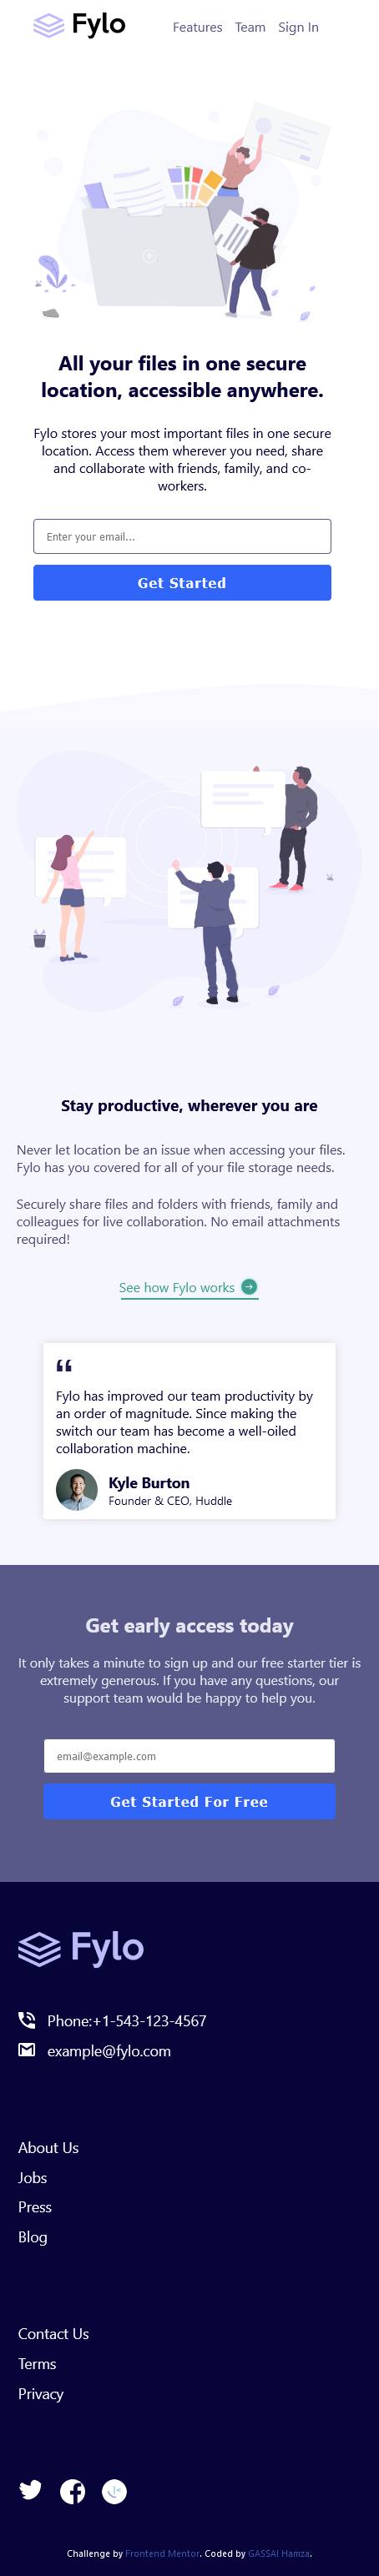 Fylo
Features Team Sign In
All your files in one secure
location, accessible anywhere.
Fylo stores your most important files in one secure
location. Access them wherever you need, share
and collaborate with friends, family, and co-
workers.
Enter your email...
Get Started
Stay productive, wherever you are
Never let location be an issue when accessing your files.
Fylo has you covered for all of your file storage needs.
Securely share files and folders with friends, family and
colleagues for live collaboration. No email attachments
required!
See how Fylo works
“
Fylo has improved our team productivity by
an order of magnitude. Since making the
switch our team has become a well-oiled
collaboration machine.
Kyle Burton
Founder & CEO, Huddle
Get early access today
It only takes a minute to sign up and our free starter tier is
extremely generous. If you have any questions, our
support team would be happy to help you.
email@example.com
Get Started For Free
Fylo
Phone:+1-543-123-4567
example@fylo.com
About Us
Jobs
Press
Blog
Contact Us
Terms
Privacy
Challenge by Frontend Mentor. Coded by GASSAI Hamza.